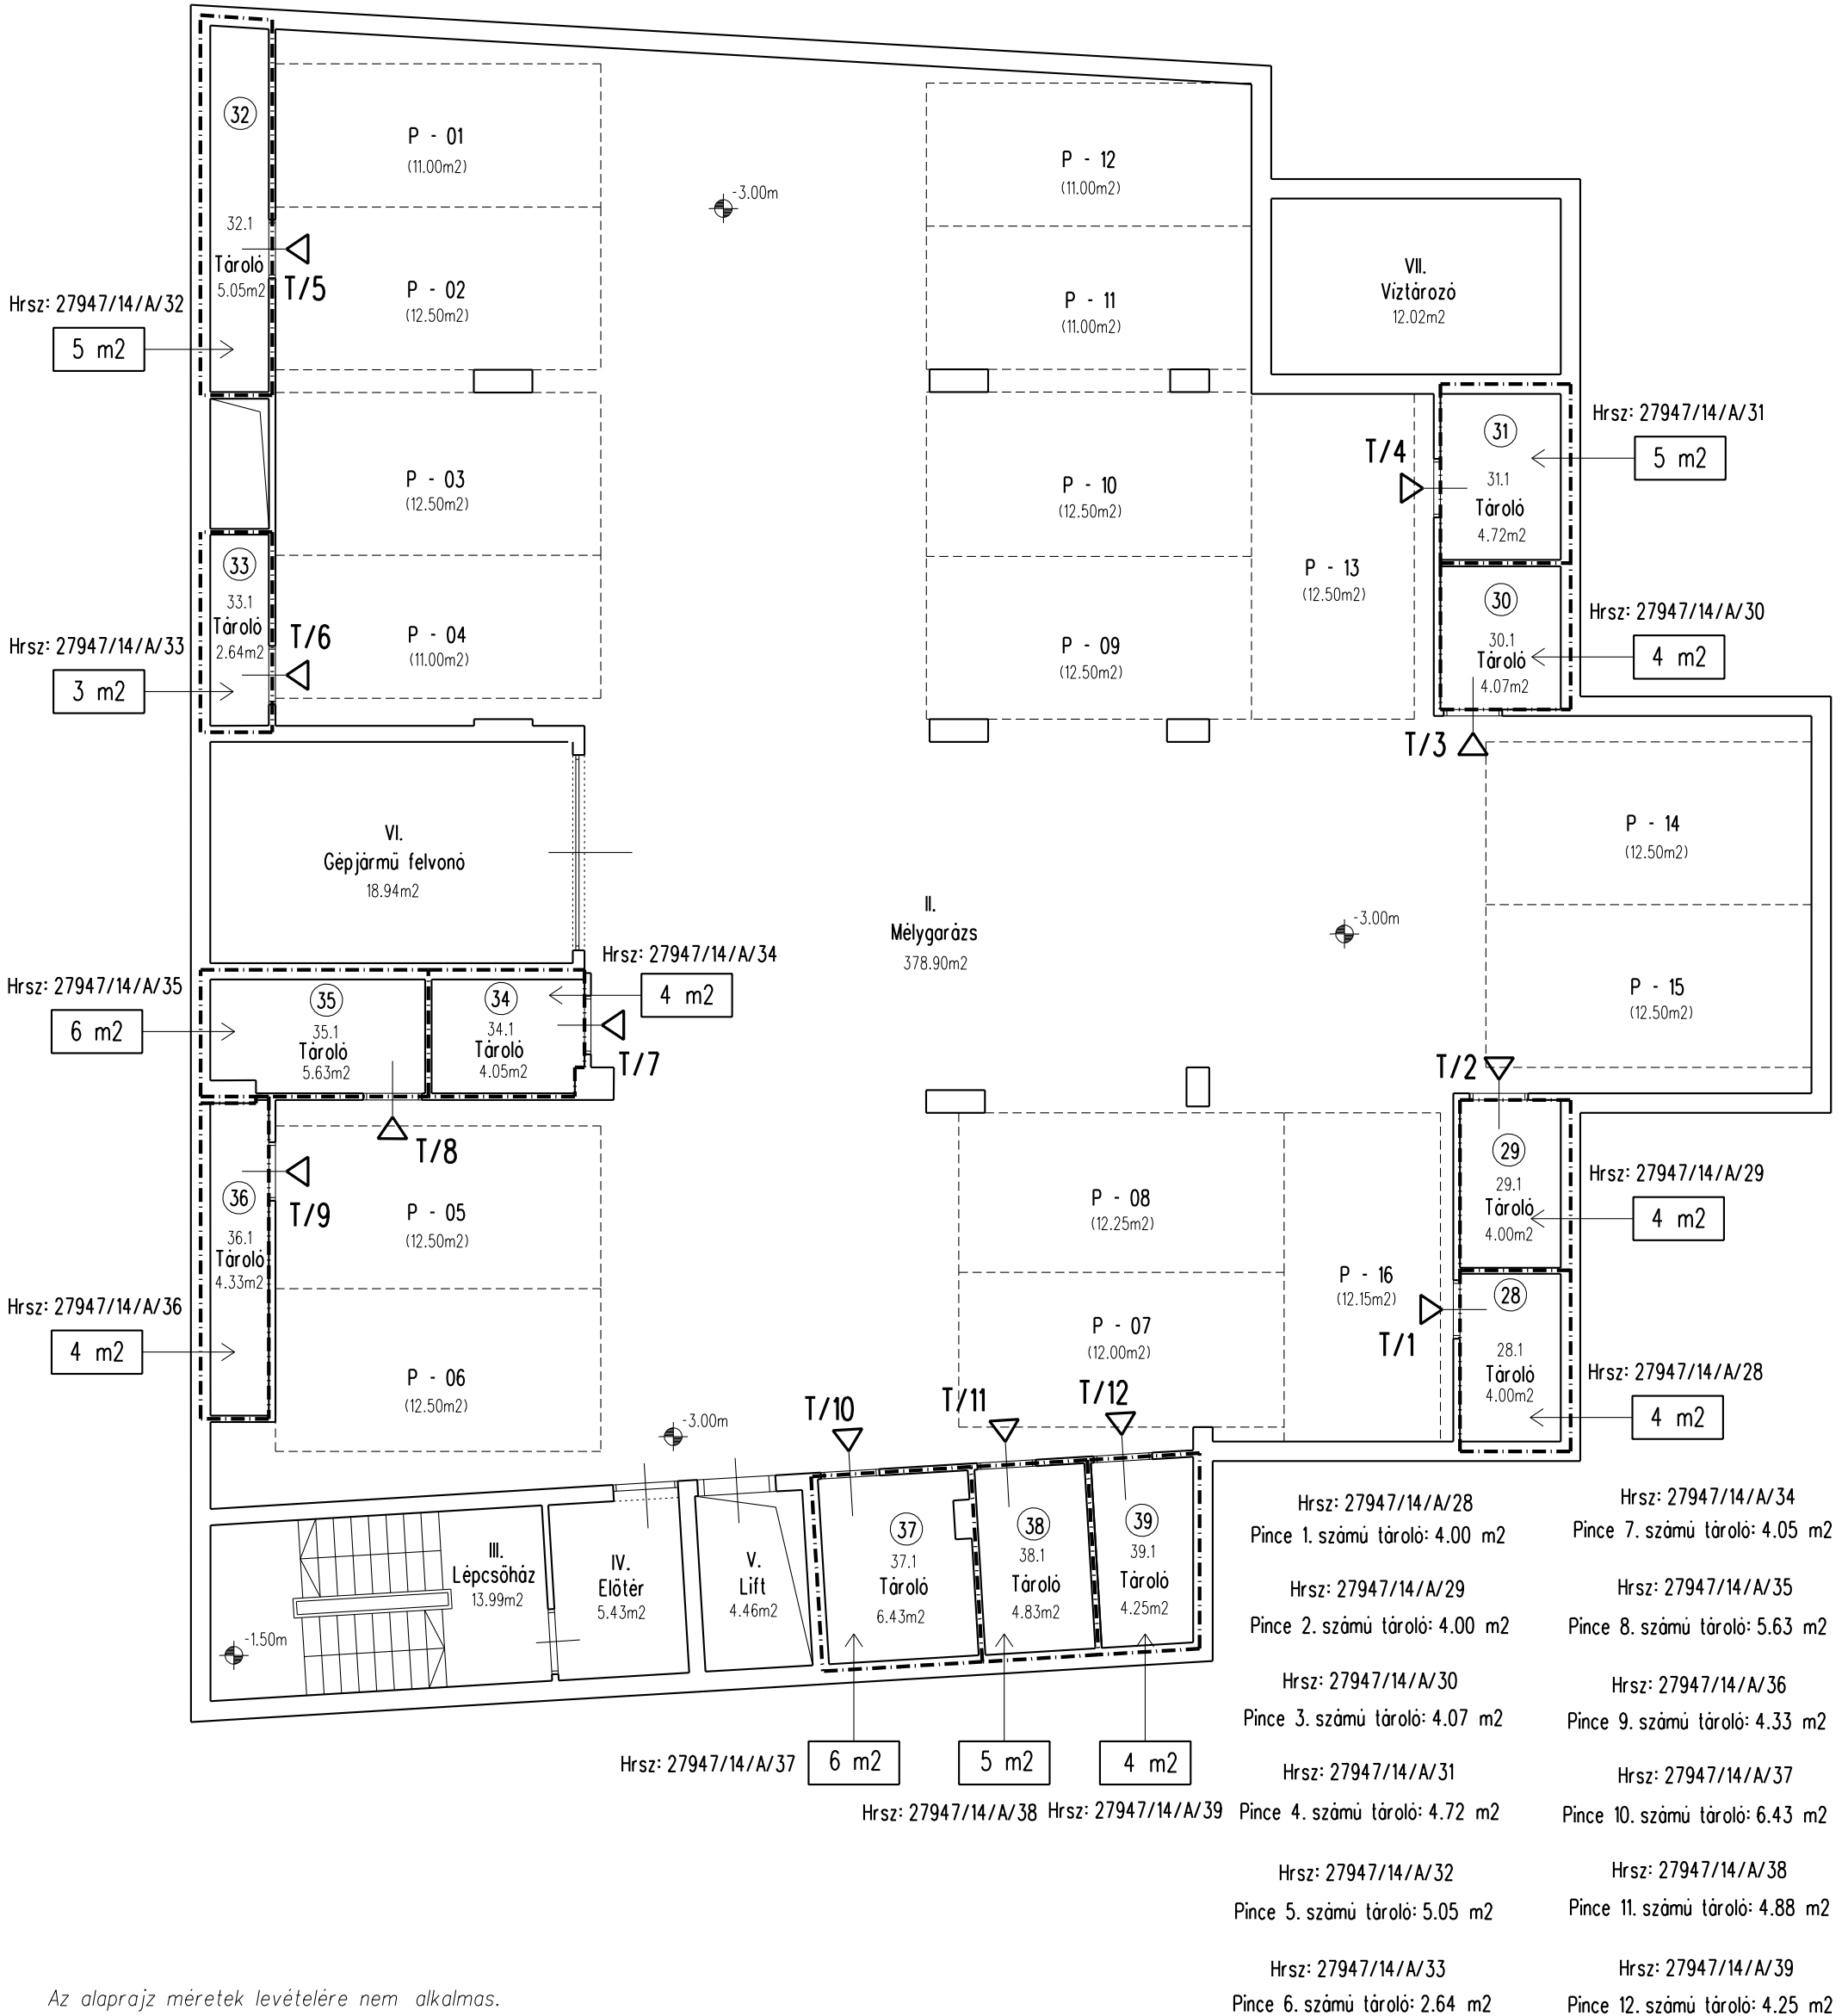 32
P - 01
(11.00m2)
P - 12
(11.00m2)
-3.00m
32.1
Tároló
5.05m2
T/5
Hrsz: 27947/14/A/32
5 m2
P - 02
(12.50m2)
P - 11
(11.00m2)
VII.
Víztározó
12.02m2
Hrsz: 27947/14/A/31
5 m2
31
31.1
Tároló
4.72m2
T/4
P - 03
(12.50m2)
P - 10
(12.50m2)
33
33.1
Tároló
2.64m2
T/6
Hrsz: 27947/14/A/33
3 m2
P - 04
(11.00m2)
P - 09
(12.50m2)
P - 13
(12.50m2)
30
30.1
Tároló
4.07m2
Hrsz: 27947/14/A/30
4 m2
T/3
VI.
Gépjármű felvonó
18.94m2
II.
Mélygarázs
378.90m2
-3.00m
P - 14
(12.50m2)
P - 15
(12.50m2)
Hrsz: 27947/14/A/34
4 m2
Hrsz: 27947/14/A/35
6 m2
35
35.1
Tároló
5.63m2
34
34.1
Tároló
4.05m2
T/7
T/2
T/8
T/9
36
36.1
Tároló
4.33m2
Hrsz: 27947/14/A/36
4 m2
P - 05
(12.50m2)
P - 06
(12.50m2)
P - 08
(12.25m2)
P - 07
(12.00m2)
P - 16
(12.15m2)
29
29.1
Tároló
4.00m2
Hrsz: 27947/14/A/29
4 m2
T/1
28
28.1
Tároló
4.00m2
Hrsz: 27947/14/A/28
4 m2
-3.00m
T/10
T/11
T/12
III.
Lépcsőház
13.99m2
-1.50m
IV.
Előtér
5.43m2
V.
Lift
4.46m2
37
37.1
Tároló
6.43m2
38
38.1
Tároló
4.83m2
39
39.1
Tároló
4.25m2
Hrsz: 27947/14/A/37
6 m2
5 m2
4 m2
Hrsz: 27947/14/A/38
Hrsz: 27947/14/A/39
Hrsz: 27947/14/A/28
Pince 1. számú tároló: 4.00 m2
Hrsz: 27947/14/A/29
Pince 2. számú tároló: 4.00 m2
Hrsz: 27947/14/A/30
Pince 3. számú tároló: 4.07 m2
Hrsz: 27947/14/A/31
Pince 4. számú tároló: 4.72 m2
Hrsz: 27947/14/A/32
Pince 5. számú tároló: 5.05 m2
Hrsz: 27947/14/A/33
Pince 6. számú tároló: 2.64 m2
Hrsz: 27947/14/A/34
Pince 7. számú tároló: 4.05 m2
Hrsz: 27947/14/A/35
Pince 8. számú tároló: 5.63 m2
Hrsz: 27947/14/A/36
Pince 9. számú tároló: 4.33 m2
Hrsz: 27947/14/A/37
Pince 10. számú tároló: 6.43 m2
Hrsz: 27947/14/A/38
Pince 11. számú tároló: 4.88 m2
Hrsz: 27947/14/A/39
Pince 12. számú tároló: 4.25 m2
Az alaprajz méretek levételére nem alkalmas.